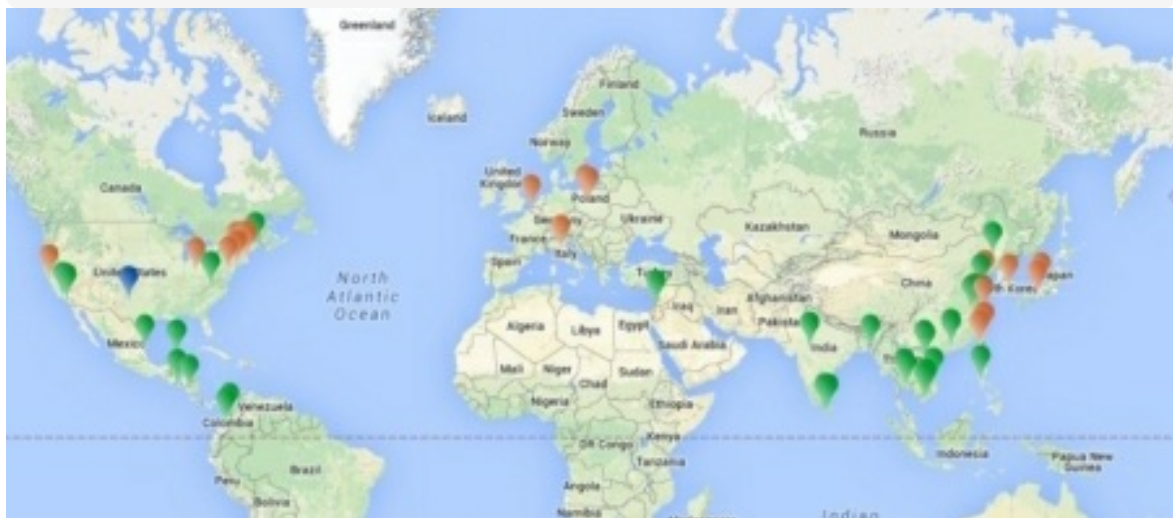 Greenland
Iceland
Finland
Sweden
Norway
Russia
United
Kingdom
Canada
Poland
Germany
Ukraine
Kazakhstan
Mongolia
France
Italy
Spain
United States
Turkey
North
Atlantic
Ocean
China
South Korea
Japan
Iraq
Iran
Afghanistan
Pakistan
Algeria
Libya
Egypt
Saudi Arabia
India
Mexico
Mali
Niger
Sudan
Chad
Nigeria
Ethiopia
Venezuela
Colombia
DR Congo
Kenya
Indonesia
Papua New
Guinea
Tanzania
Brazil
Peru
Angola
Bolivia
Namibia
Indian